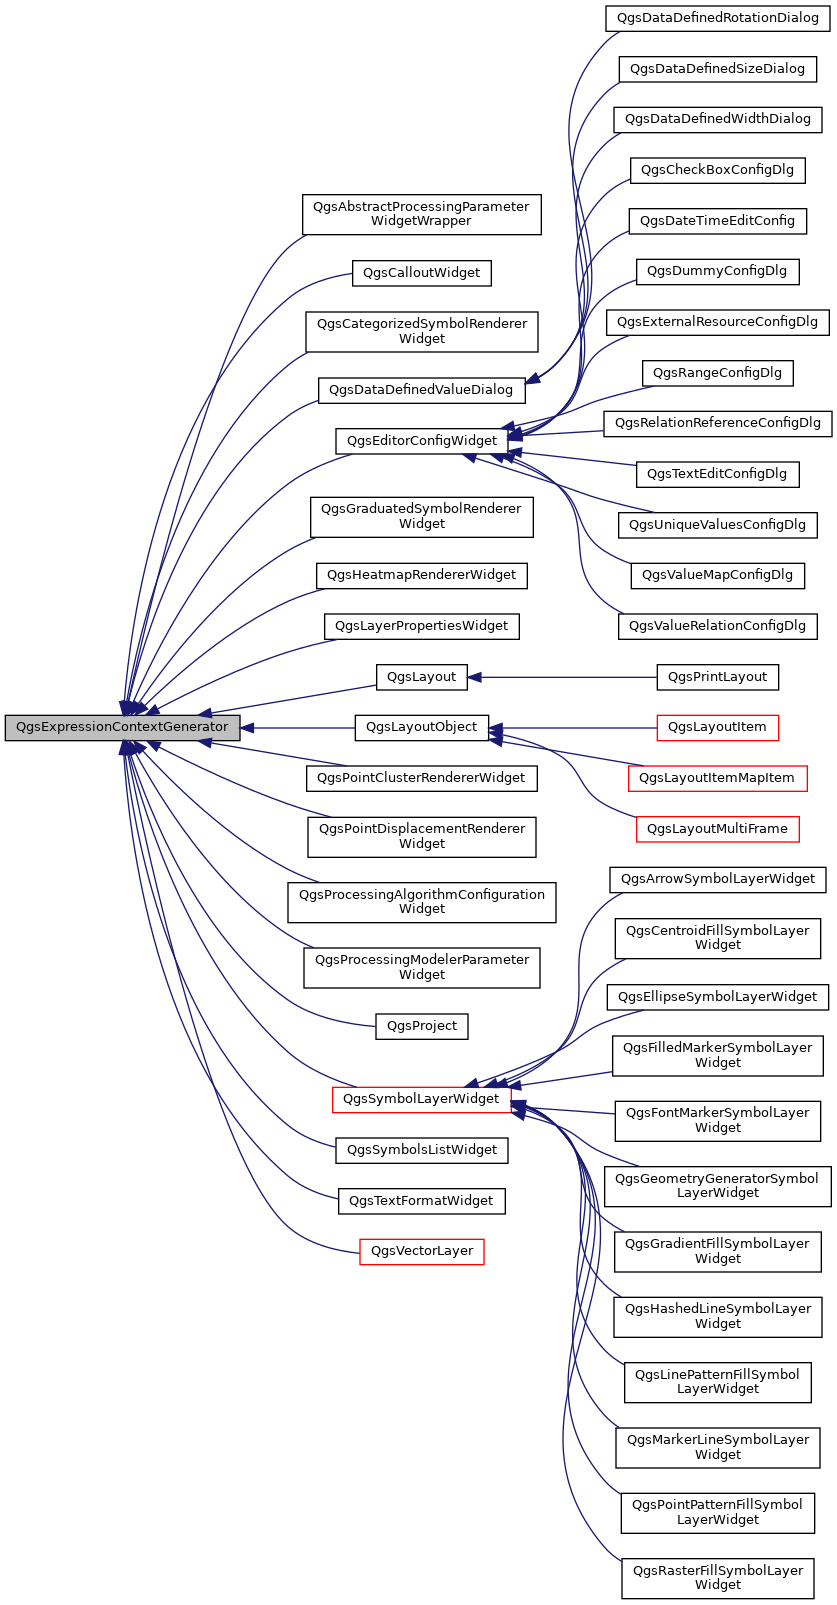 QgsExpressionContextGenerator
QgsAbstractProcessingParameter
WidgetWrapper
QgsCalloutWidget
QgsCategorizedSymbolRenderer
Widget
QgsDataDefinedValueDialog
QgsEditorConfigWidget
QgsGraduatedSymbolRenderer
Widget
QgsHeatmapRendererWidget
QgsLayerPropertiesWidget
QgsLayout
QgsLayoutObject
QgsPointClusterRendererWidget
QgsPointDisplacementRenderer
Widget
QgsProcessingAlgorithmConfiguration
Widget
QgsProcessingModelerParameter
Widget
QgsProject
QgsSymbolLayerWidget
QgsSymbolsListWidget
QgsTextFormatWidget
QgsVectorLayer
QgsDataDefinedRotationDialog
QgsDataDefinedSizeDialog
QgsDataDefinedWidthDialog
QgsCheckBoxConfigDlg
QgsDateTimeEditConfig
QgsDummyConfigDlg
QgsExternalResourceConfigDlg
QgsRangeConfigDlg
QgsRelationReferenceConfigDlg
QgsTextEditConfigDlg
QgsUniqueValuesConfigDlg
QgsValueMapConfigDlg
QgsValueRelationConfigDlg
QgsPrintLayout
QgsLayoutItem
QgsLayoutItemMapItem
QgsLayoutMultiFrame
QgsArrowSymbolLayerWidget
QgsCentroidFillSymbolLayer
Widget
QgsEllipseSymbolLayerWidget
QgsFilledMarkerSymbolLayer
Widget
QgsFontMarkerSymbolLayer
Widget
QgsGeometryGeneratorSymbol
LayerWidget
QgsGradientFillSymbolLayer
Widget
QgsHashedLineSymbolLayer
Widget
QgsLinePatternFillSymbol
LayerWidget
QgsMarkerLineSymbolLayer
Widget
QgsPointPatternFillSymbol
LayerWidget
QgsRasterFillSymbolLayer
Widget